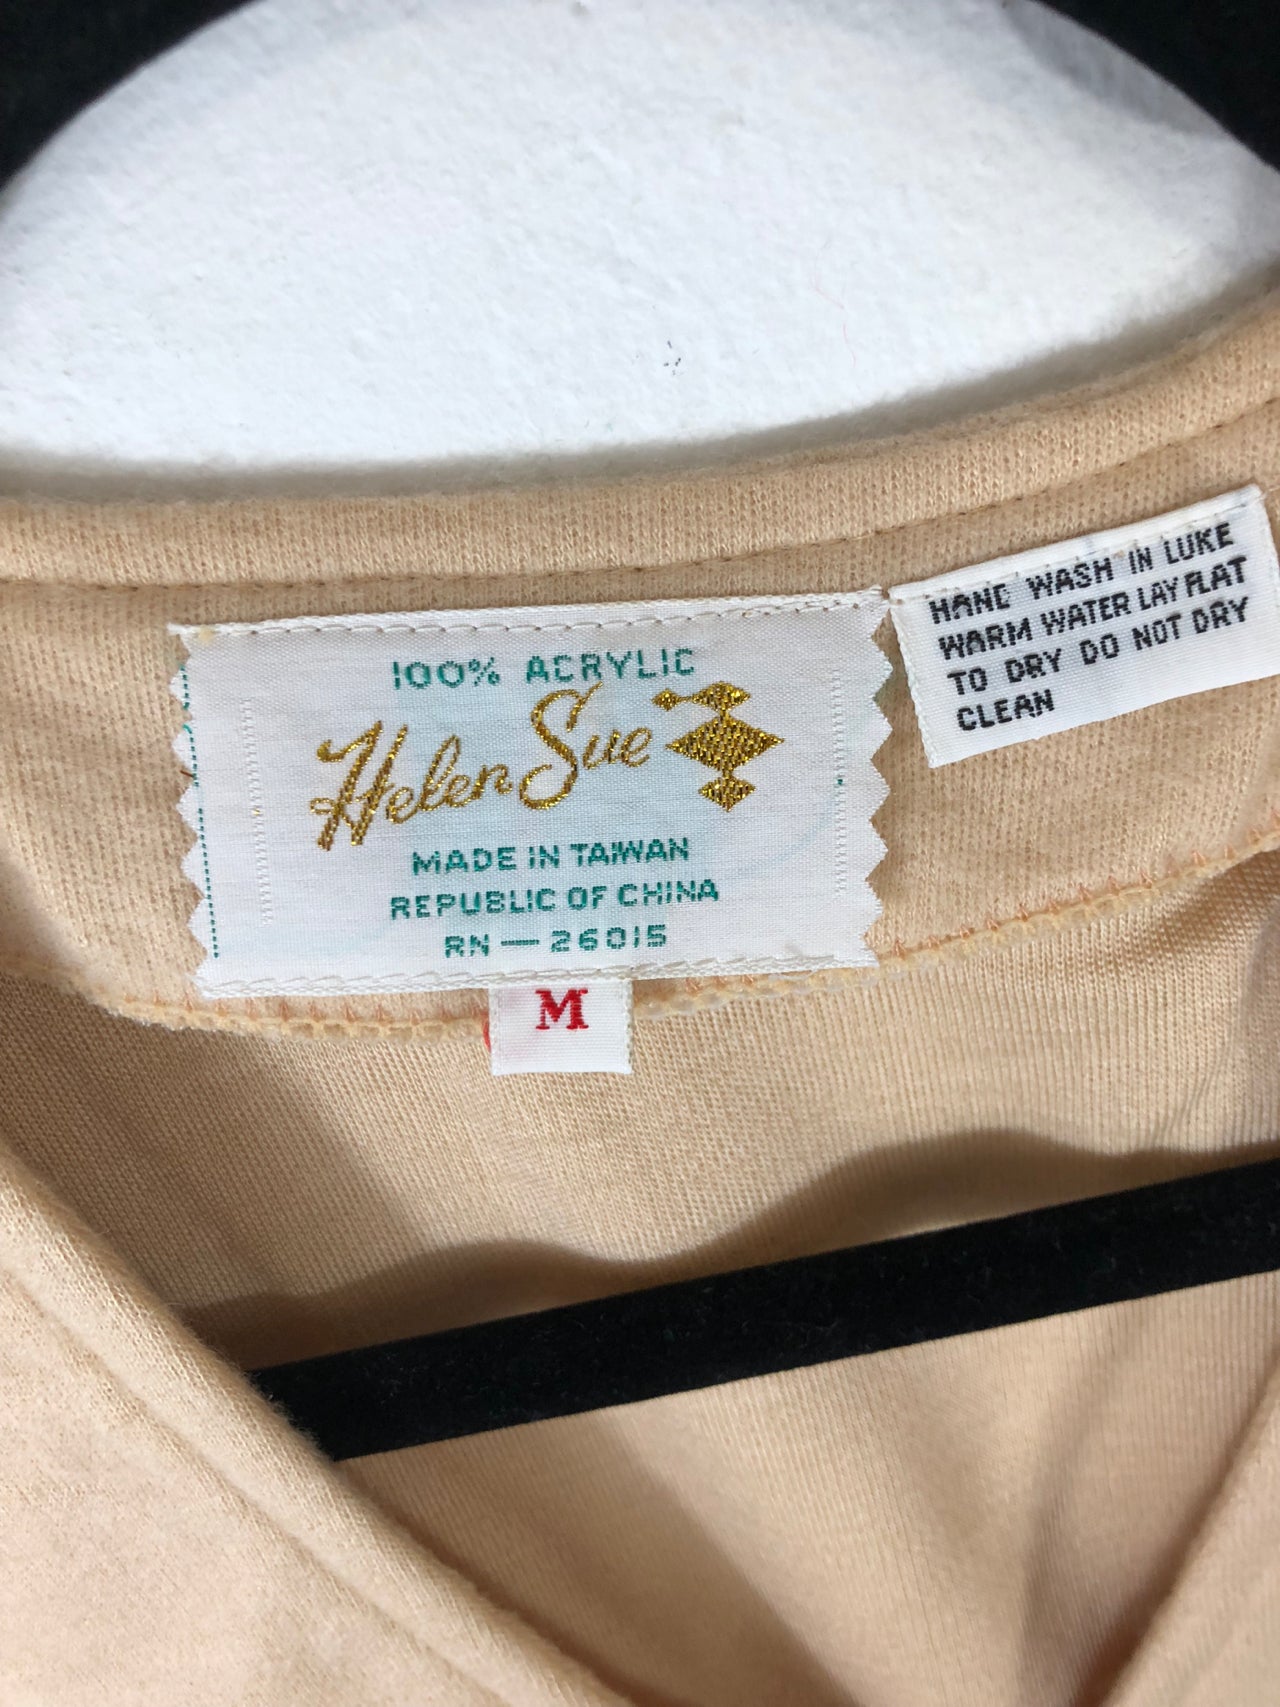 100% ACRYLIC
Helen Sue
MADE IN TAIWAN
REPUBLIC OF CHINA
RN — 26015
M
HAND WASH IN LUKE
WARM WATER LAY FLAT
TO DRY DO NOT DRY
CLEAN